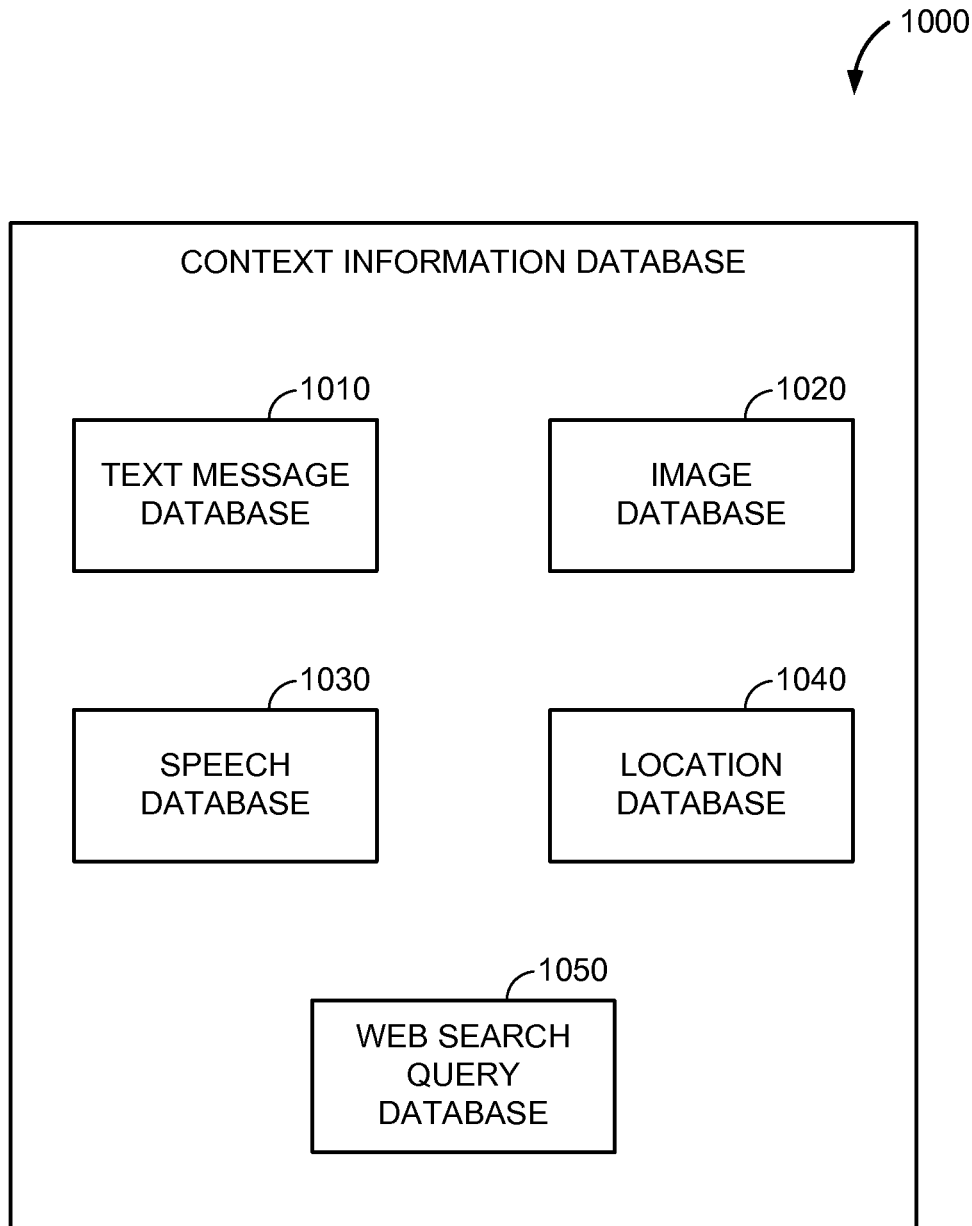 1000
CONTEXT INFORMATION DATABASE
1010
TEXT MESSAGE
DATABASE
1020
IMAGE
DATABASE
1030
SPEECH
DATABASE
1040
LOCATION
DATABASE
1050
WEB SEARCH
QUERY
DATABASE